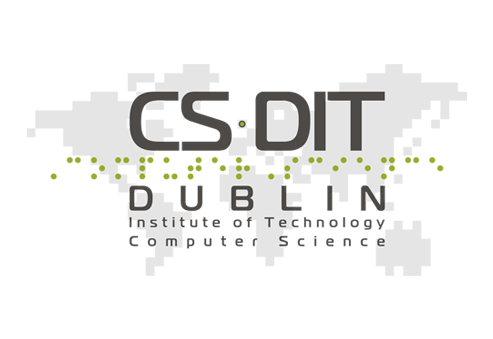 CS·DIT
DUBLIN
Institute of Technology
Computer Science